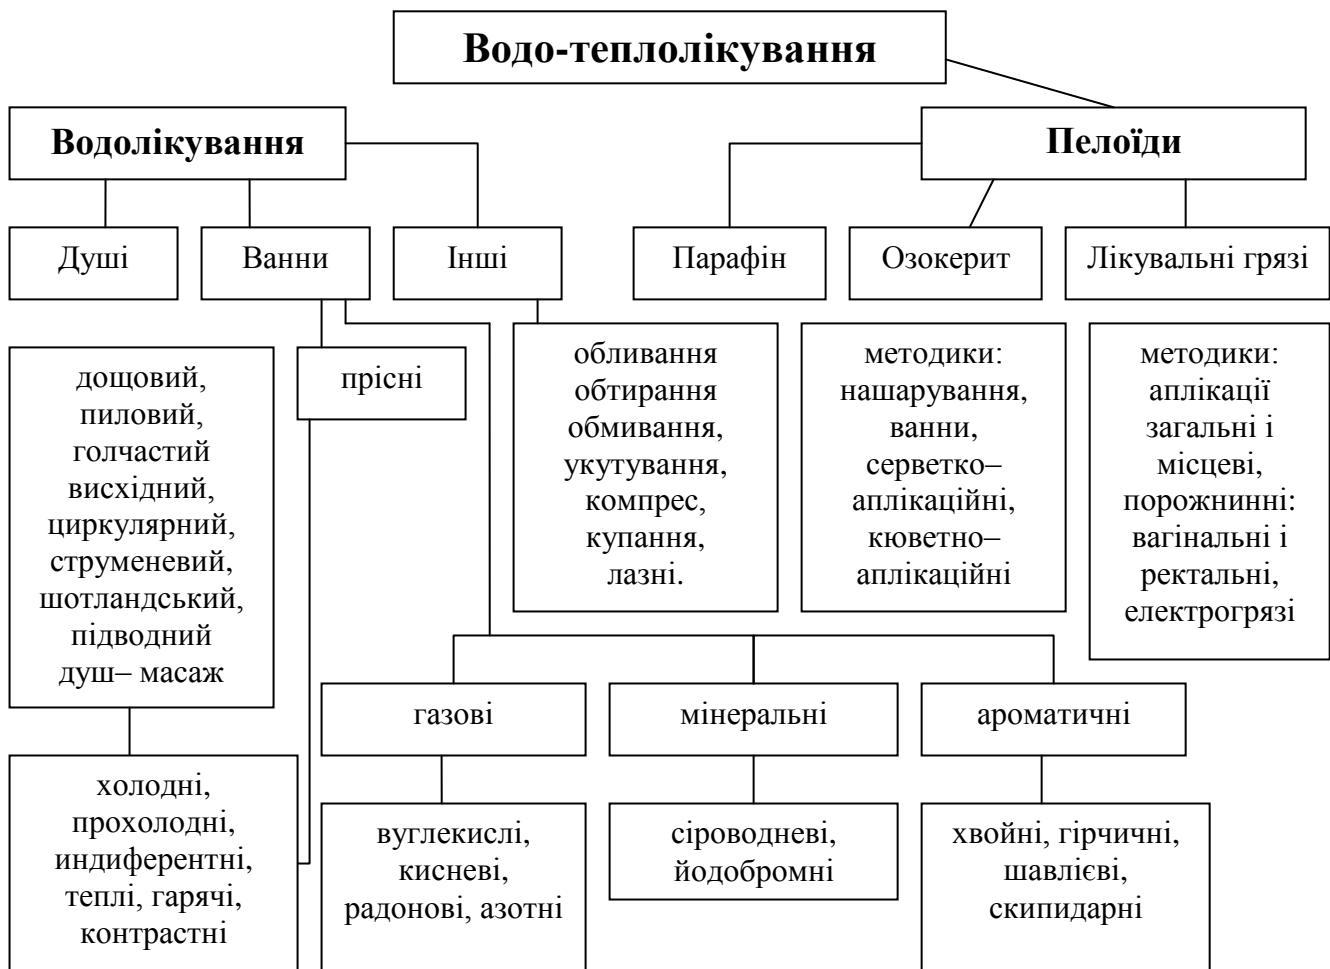 Водо-теплолікування
Водолікування
Пелоїди
Душі
Ванни
Інші
Парафін
Озокерит
Лікувальні грязі
дощовий,
пиловий,
голчастий
висхідний,
циркулярний,
струменевий,
шотландський,
підводний
душ– масаж
прісні
обливання
обтирання
обмивання,
укутування,
компрес,
купання,
лазні.
методики:
нашарування,
ванни,
серветко–
аплікаційні,
кюветно–
аплікаційні
методики:
аплікації
загальні і
місцеві,
порожнинні:
вагінальні і
ректальні,
електрогрязі
газові
мінеральні
ароматичні
холодні,
прохолодні,
индиферентні,
теплі, гарячі,
контрастні
вуглекислі,
кисневі,
радонові, азотні
сіроводневі,
йодобромні
хвойні, гірчичні,
шавлієві,
скипидарні